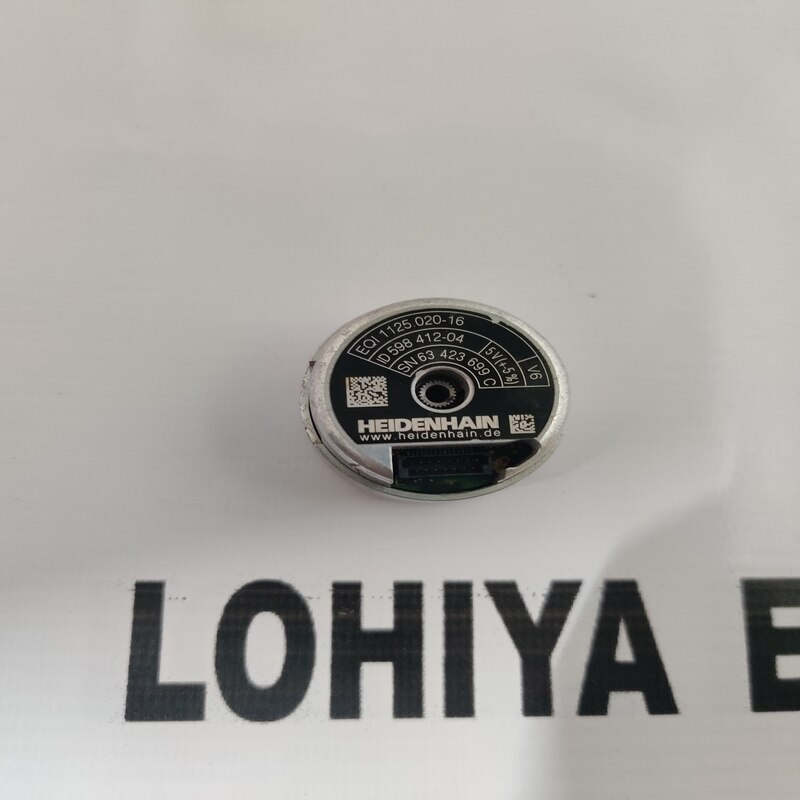 EQI 1125.020-16
ID 598 412-04
SN 63 423 699 C
5V(+-5%)
V6
HEIDENHAIN
www.heidenhain.de
LOHIYA E